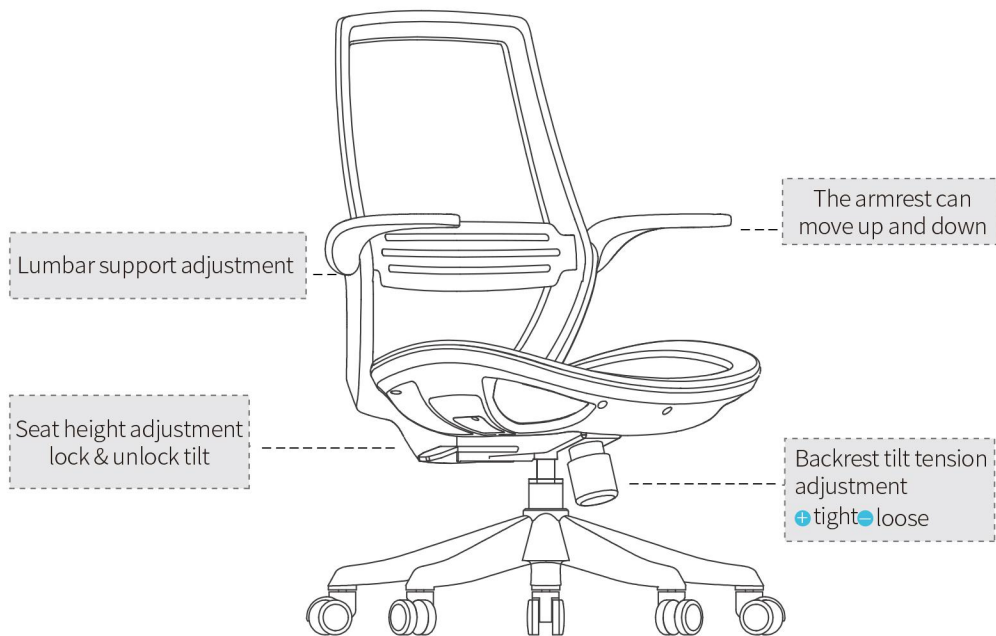 The armrest can
move up and down
Lumbar support adjustment
Seat height adjustment
lock & unlock tilt
Backrest tilt tension
adjustment
+ tight - loose